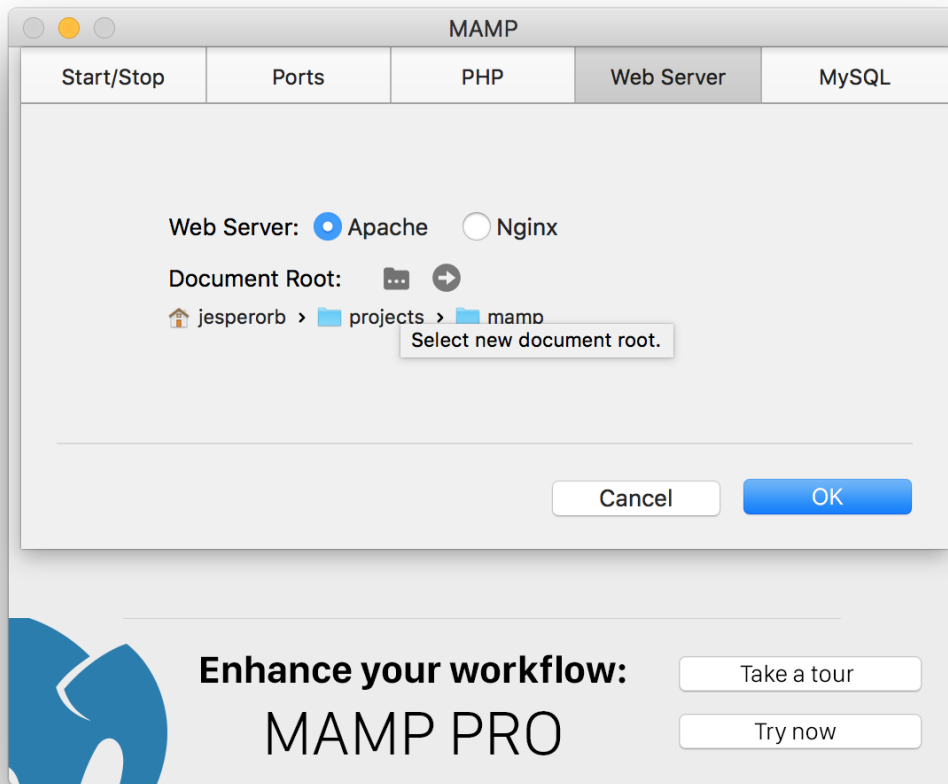 MAMP
Start/Stop Ports PHP Web Server MySQL
Web Server: Apache Nginx
Document Root:
jesperorb › projects › mamp
Select new document root.
Cancel OK
Enhance your workflow:
MAMP PRO
Take a tour
Try now